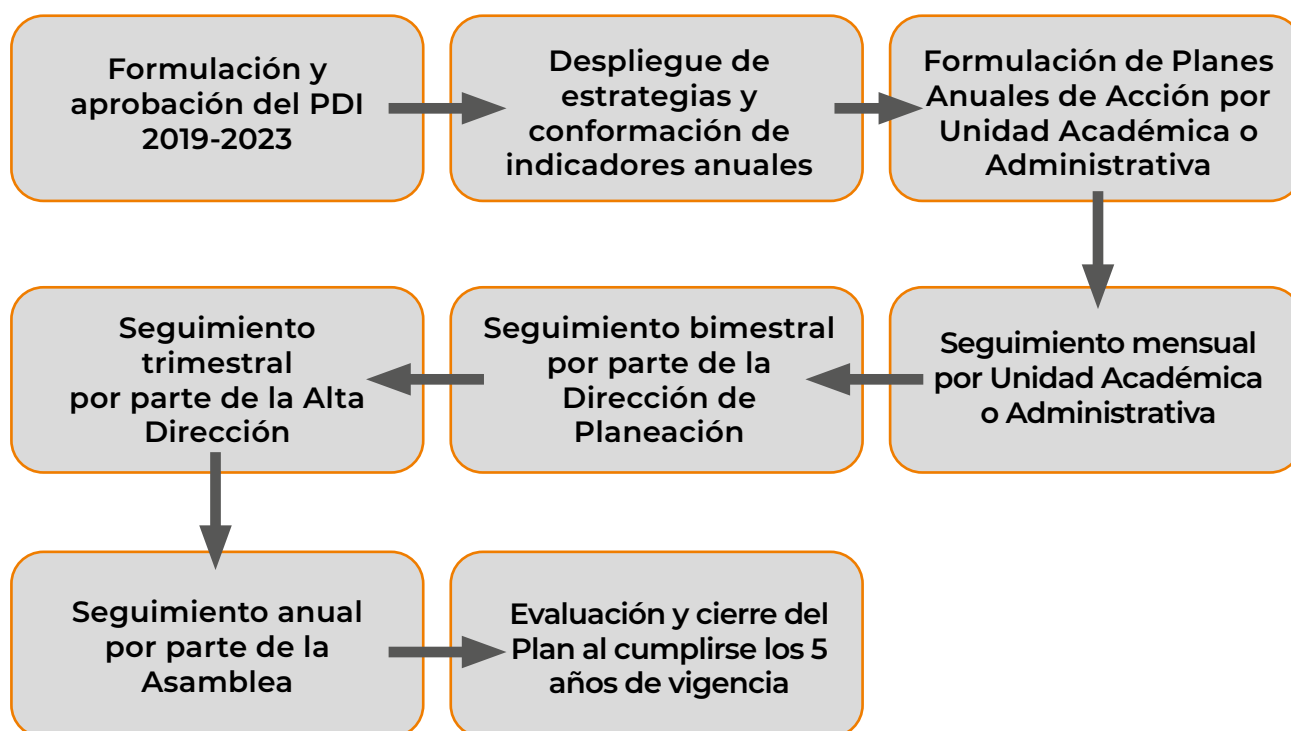 Formulación y
aprobación del PDI
2019-2023
Despliegue de
estrategias y
conformación de
indicadores anuales
Formulación de Planes
Anuales de Acción por
Unidad Académica o
Administrativa
Seguimiento mensual
por Unidad Académica
o Administrativa
Seguimiento bimestral
por parte de la
Dirección de
Planeación
Seguimiento
trimestral
por parte de la Alta
Dirección
Seguimiento anual
por parte de la
Asamblea
Evaluación y cierre del
Plan al cumplirse los 5
años de vigencia